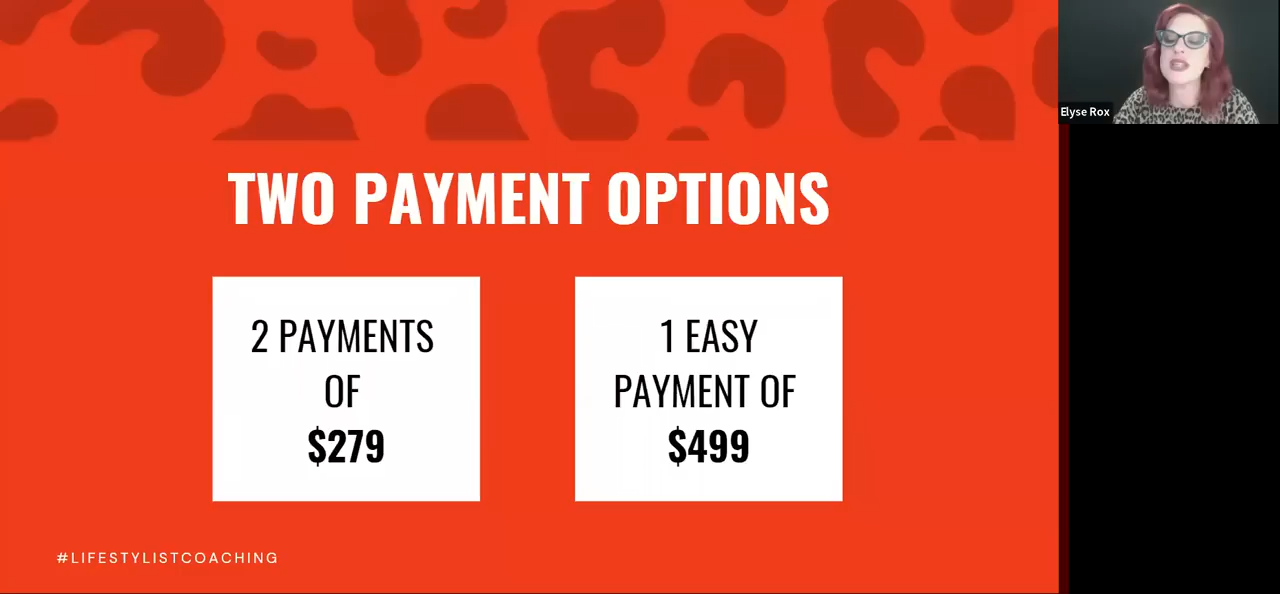 TWO PAYMENT OPTIONS
2 PAYMENTS
OF
$279
1 EASY
PAYMENT OF
$499
#LIFESTYLISTCOACHING
Elyse Rox